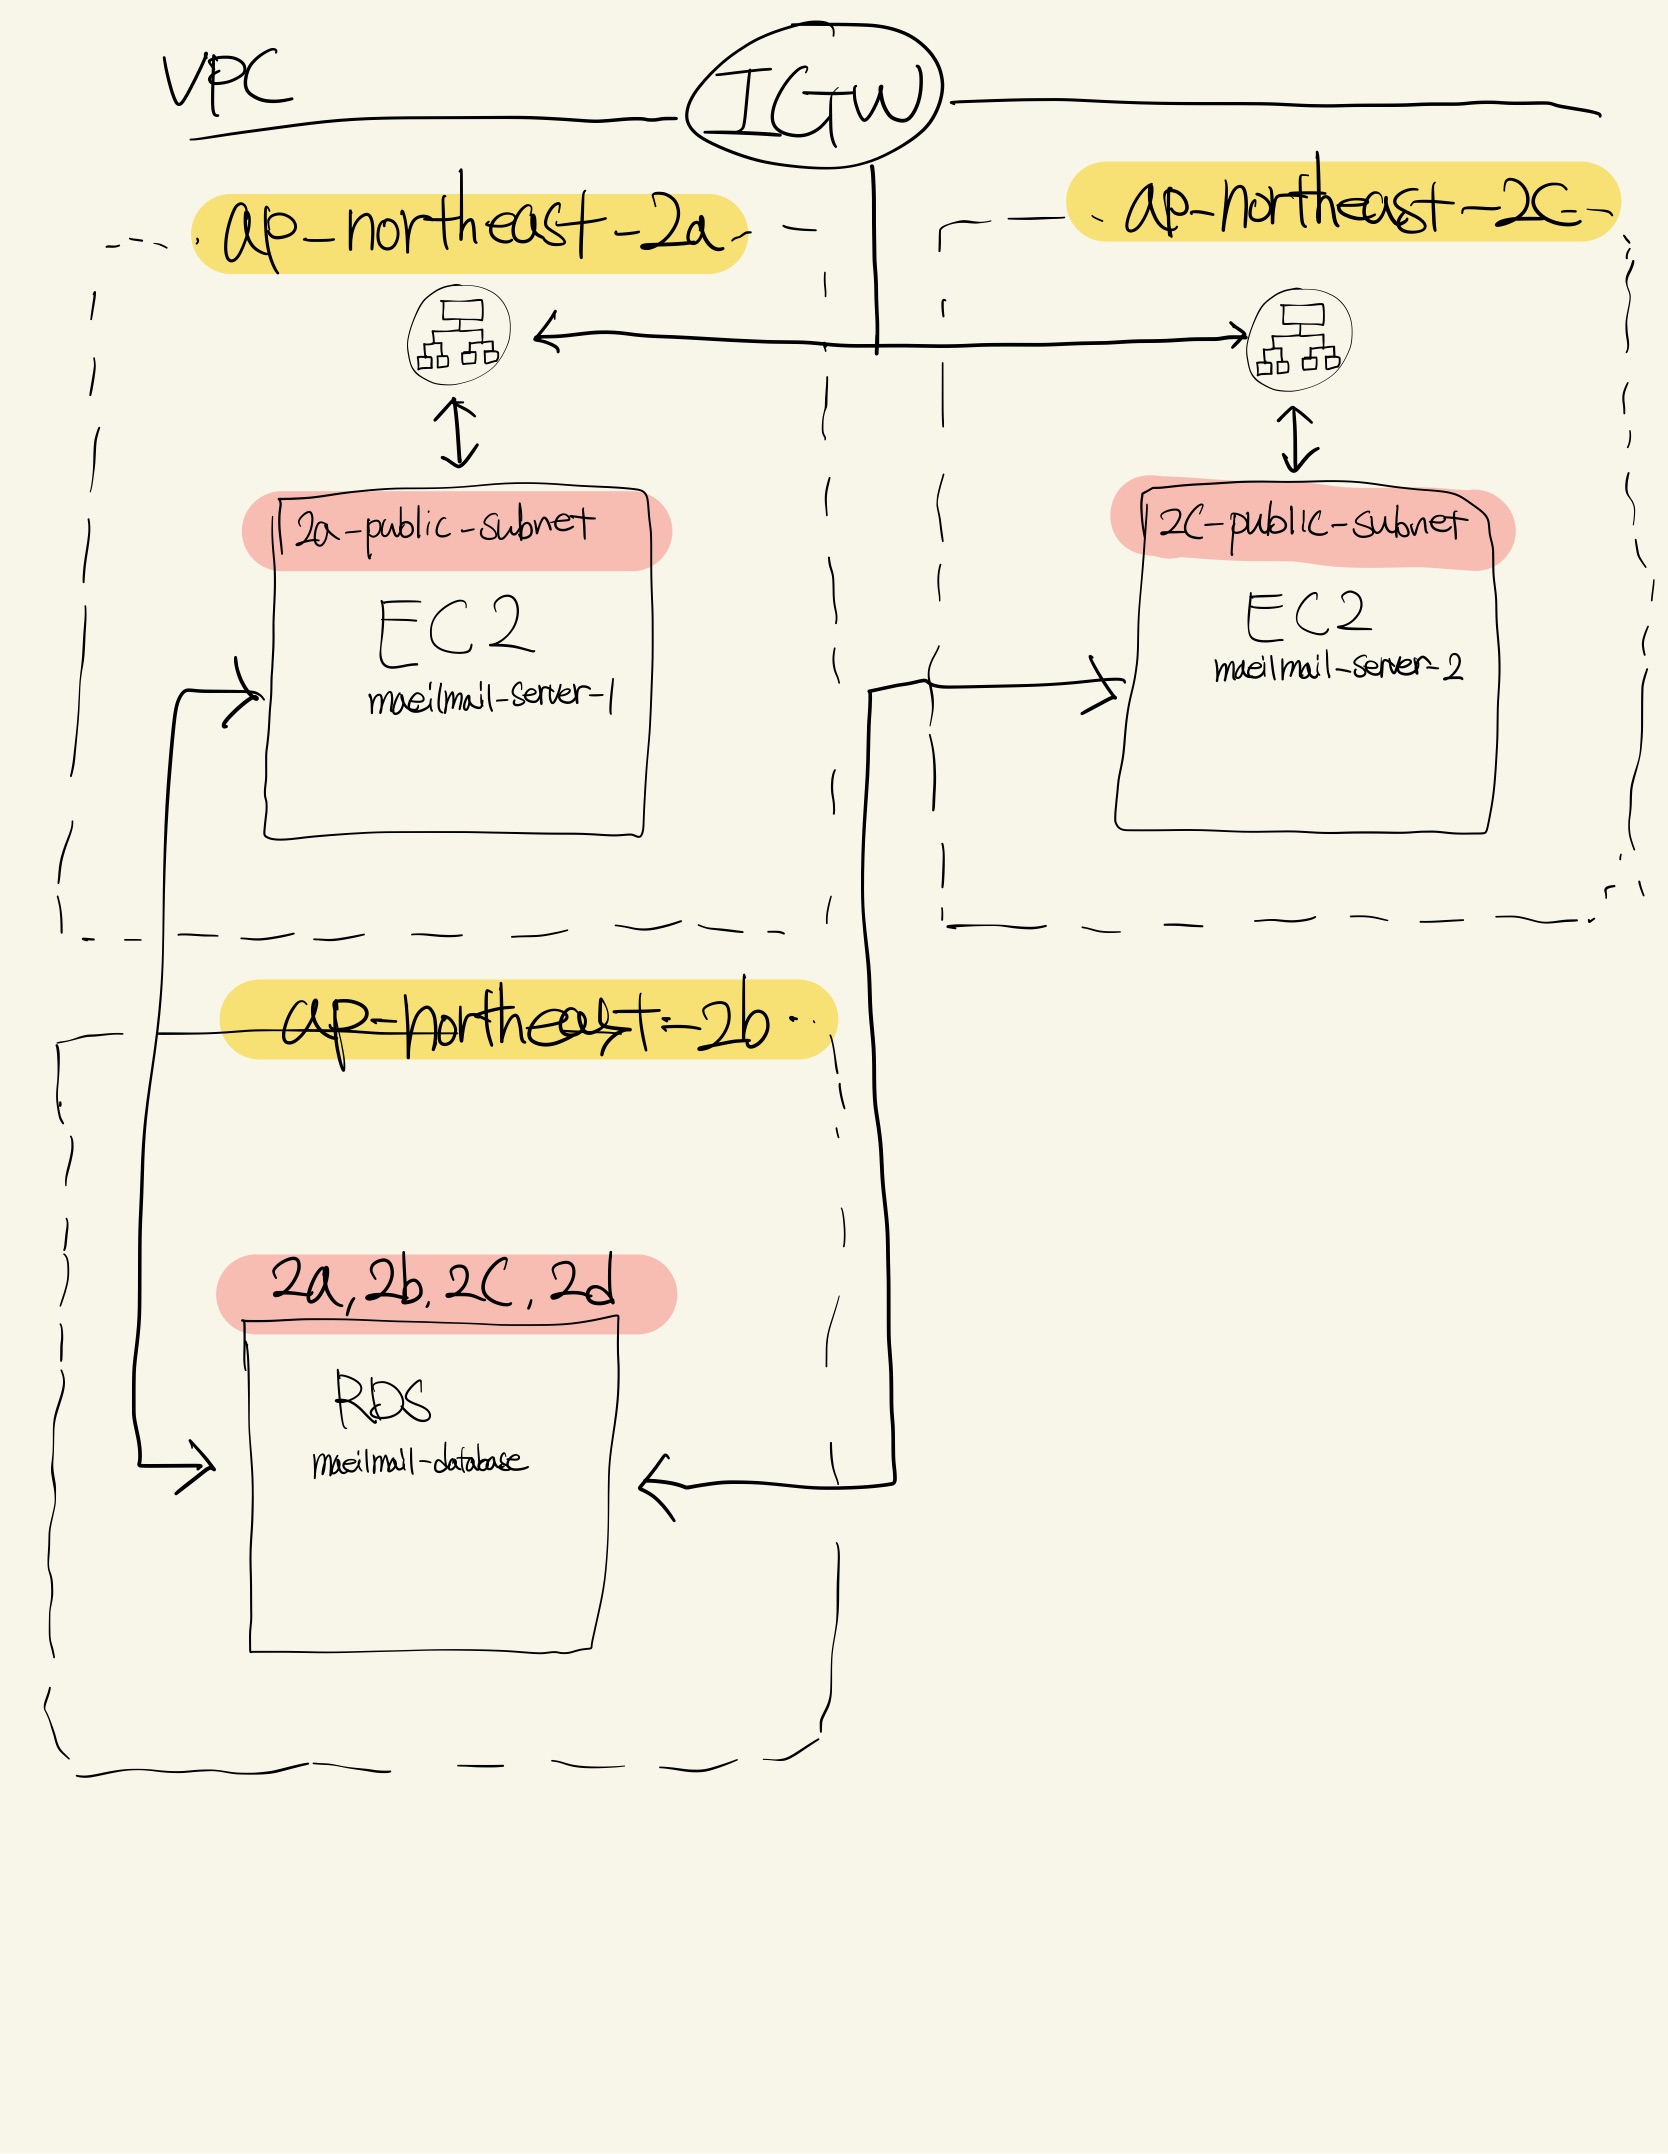 VPC
IGW
ap-northeast-2a
ap-northeast-2c
2a-public-subnet
EC2
maeilmail-server-1
2C-public-subnet
EC2
maeilmail-server-2
ap-northeast-2b
2a, 2b, 2C, 2d
RDS
maeilmail-database